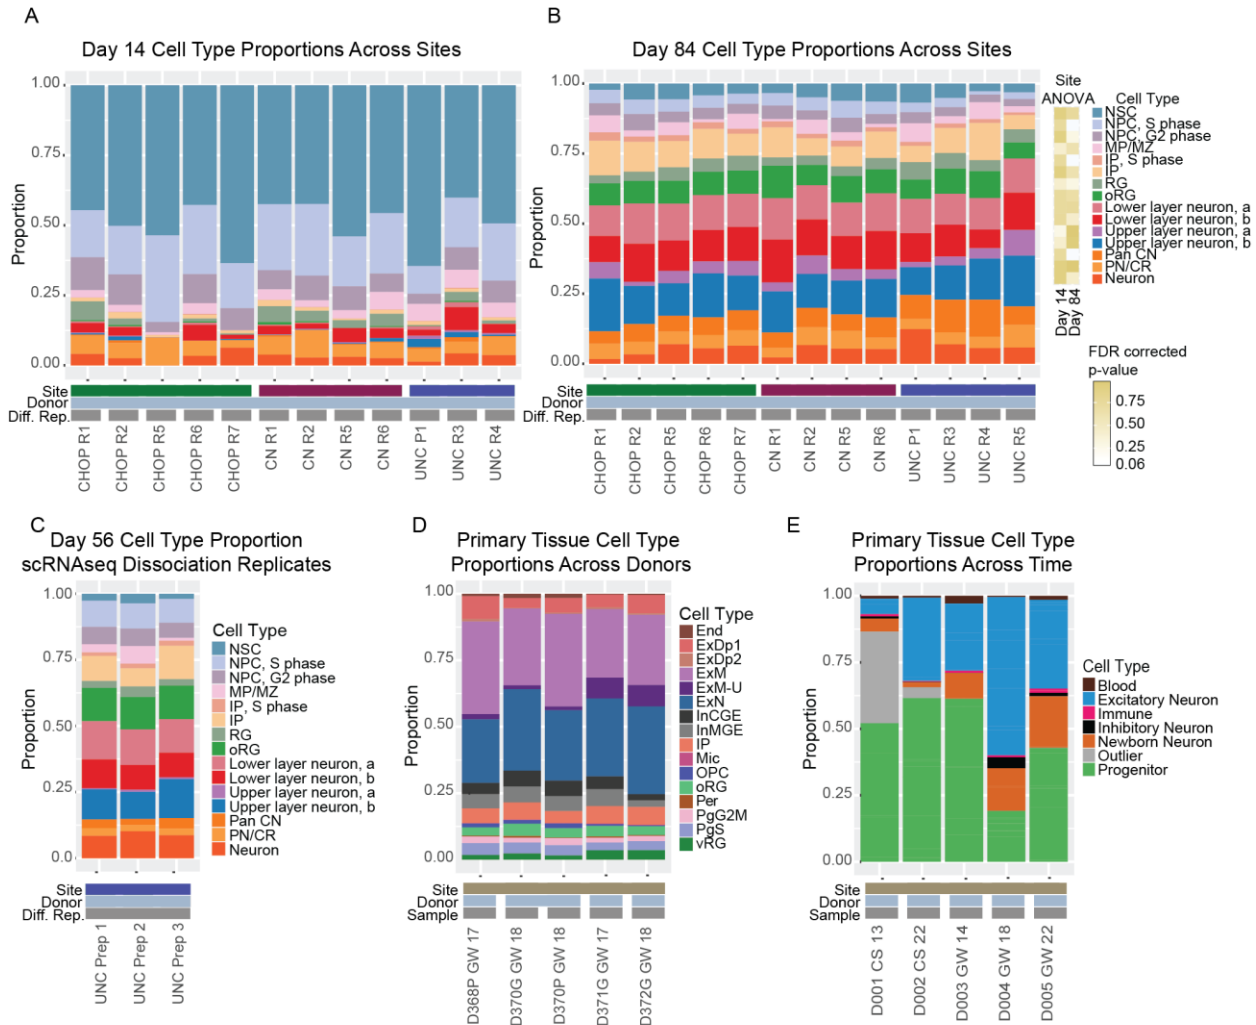 A
Day 14 Cell Type Proportions Across Sites
Proportion
1.00
0.75
0.50
0.25
0.00
Site
Donor
Diff. Rep.
CHOP R1
CHOP R2
CHOP R5
CHOP R6
CHOP R7
CN R1
CN R2
CN R5
CN R6
UNC P1
UNC R3
UNC R4
B
Day 84 Cell Type Proportions Across Sites
Proportion
1.00
0.75
0.50
0.25
0.00
Site
Donor
Diff. Rep.
CHOP R1
CHOP R2
CHOP R5
CHOP R6
CHOP R7
CN R1
CN R2
CN R5
CN R6
UNC P1
UNC R3
UNC R4
UNC R5
Site
ANOVA
Day 14
Day 84
Cell Type
NSC
NPC, S phase
NPC, G2 phase
MP/MZ
IP, S phase
IP
RG
oRG
Lower layer neuron, a
Lower layer neuron, b
Upper layer neuron, a
Upper layer neuron, b
Pan CN
PN/CR
Neuron
FDR corrected
p-value
0.75
0.50
0.25
0.06
C
Day 56 Cell Type Proportion
scRNAseq Dissociation Replicates
Proportion
1.00
0.75
0.50
0.25
0.00
Site
Donor
Diff. Rep.
UNC Prep 1
UNC Prep 2
UNC Prep 3
Cell Type
NSC
NPC, S phase
NPC, G2 phase
MP/MZ
IP, S phase
IP
RG
oRG
Lower layer neuron, a
Lower layer neuron, b
Upper layer neuron, a
Upper layer neuron, b
Pan CN
PN/CR
Neuron
D
Primary Tissue Cell Type
Proportions Across Donors
Proportion
1.00
0.75
0.50
0.25
0.00
Site
Donor
Sample
D368P GW 17
D370G GW 18
D370P GW 18
D371G GW 17
D372G GW 18
Cell Type
End
ExDp1
ExDp2
ExM
ExM-U
ExN
InCGE
InMGE
IP
Mic
OPC
oRG
Per
PgG2M
PgS
vRG
E
Primary Tissue Cell Type
Proportions Across Time
Proportion
1.00
0.75
0.50
0.25
0.00
Site
Donor
Sample
D001 CS 13
D002 CS 22
D003 GW 14
D004 GW 18
D005 GW 22
Cell Type
Blood
Excitatory Neuron
Immune
Inhibitory Neuron
Newborn Neuron
Outlier
Progenitor